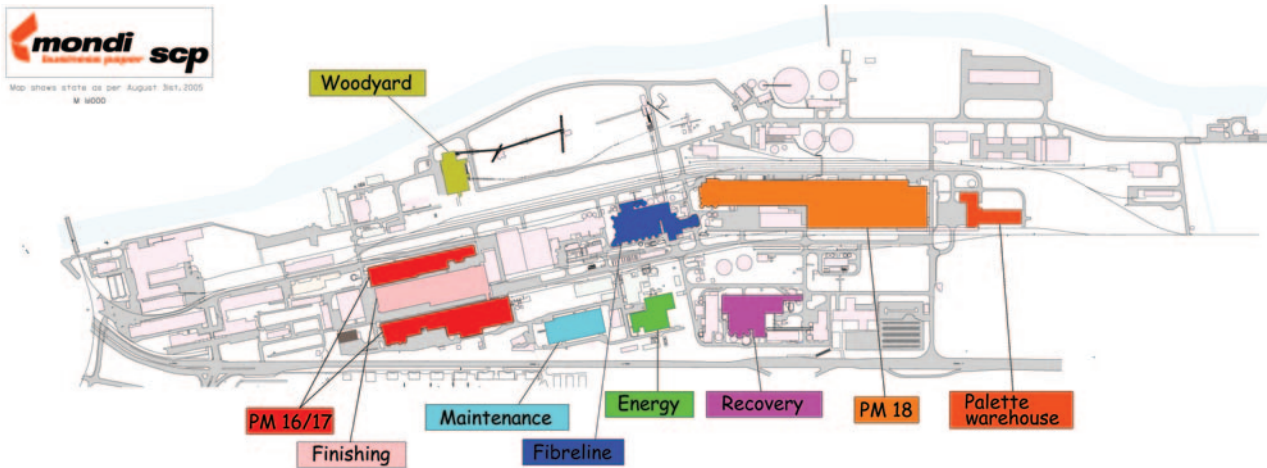 mondi scp
business paper
Map shows state as per August 31st, 2005
M: M000
Woodyard
PM 16/17
Finishing
Maintenance
Fibreline
Energy
Recovery
PM 18
Palette
warehouse